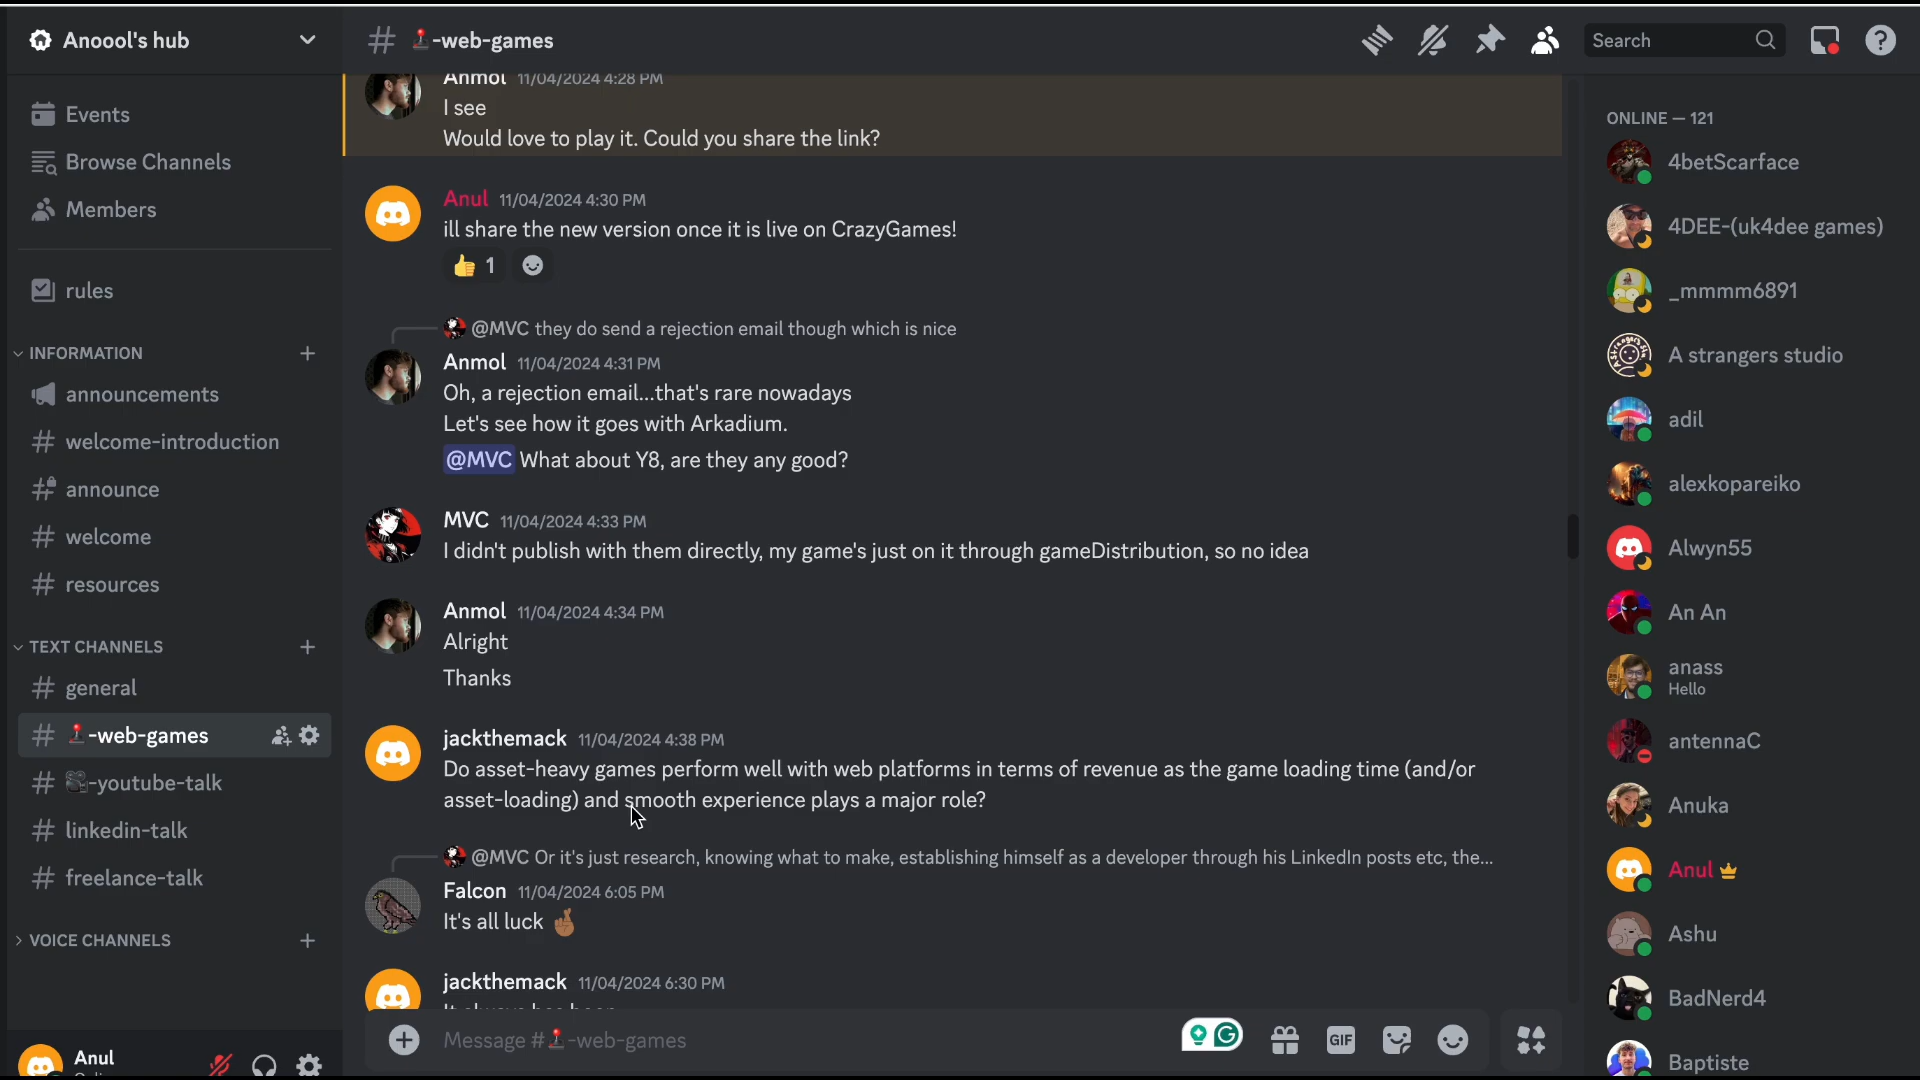 Anoool's hub
Events
Browse Channels
Members
rules
INFORMATION
announcements
welcome-introduction
announce
welcome
resources
TEXT CHANNELS
general
-web-games
-youtube-talk
linkedin-talk
freelance-talk
VOICE CHANNELS
Anul
# -web-games
Search
Anmol 11/04/2024 4:28 PM
I see
Would love to play it. Could you share the link?
Anul 11/04/2024 4:30 PM
ill share the new version once it is live on CrazyGames!
1
@MVC they do send a rejection email though which is nice
Anmol 11/04/2024 4:31 PM
Oh, a rejection email...that's rare nowadays
Let's see how it goes with Arkadium.
@MVC What about Y8, are they any good?
MVC 11/04/2024 4:33 PM
I didn't publish with them directly, my game's just on it through gameDistribution, so no idea
Anmol 11/04/2024 4:34 PM
Alright
Thanks
jackthemack 11/04/2024 4:38 PM
Do asset-heavy games perform well with web platforms in terms of revenue as the game loading time (and/or
asset-loading) and smooth experience plays a major role?
@MVC Or it's just research, knowing what to make, establishing himself as a developer through his LinkedIn posts etc, the...
Falcon 11/04/2024 6:05 PM
It's all luck
jackthemack 11/04/2024 6:30 PM
Message # -web-games
GIF
ONLINE — 121
4betScarface
4DEE-(uk4dee games)
_mmmm6891
A strangers studio
adil
alexkopareiko
Alwyn55
An An
anass
Hello
antennaC
Anuka
Anul
Ashu
BadNerd4
Baptiste